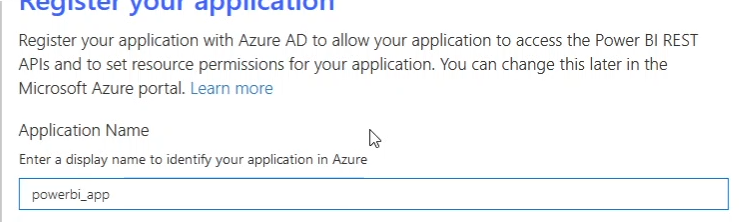 Register your application
Register your application with Azure AD to allow your application to access the Power BI REST
APIs and to set resource permissions for your application. You can change this later in the
Microsoft Azure portal. Learn more
Application Name
Enter a display name to identify your application in Azure
powerbi_app